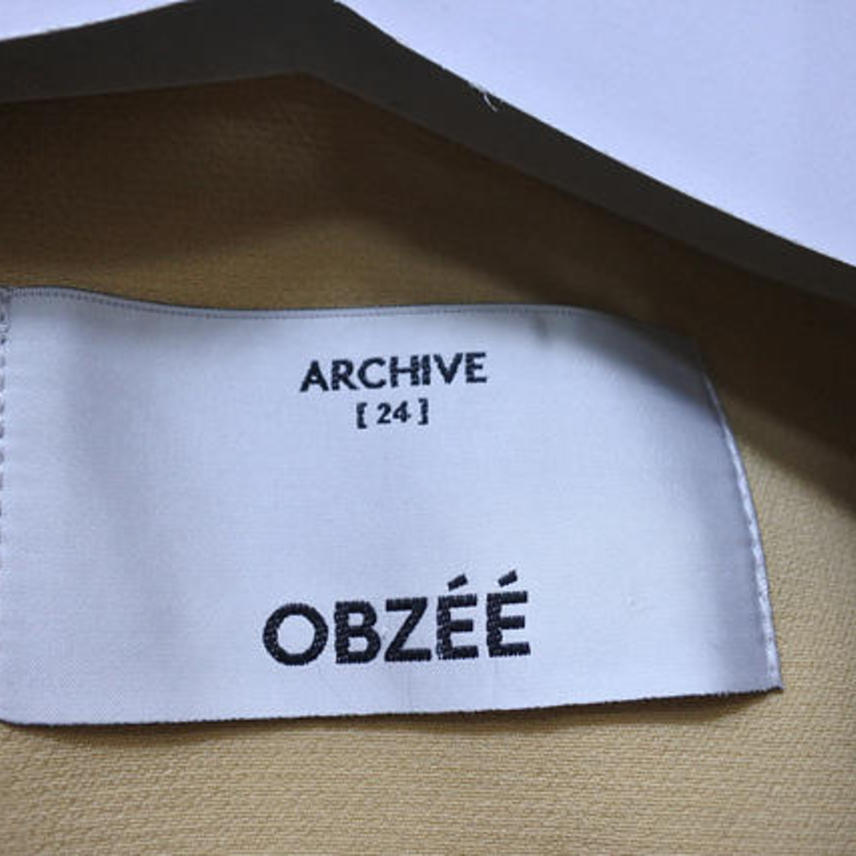 ARCHIVE
[ 24 ]
OBZÉÉ